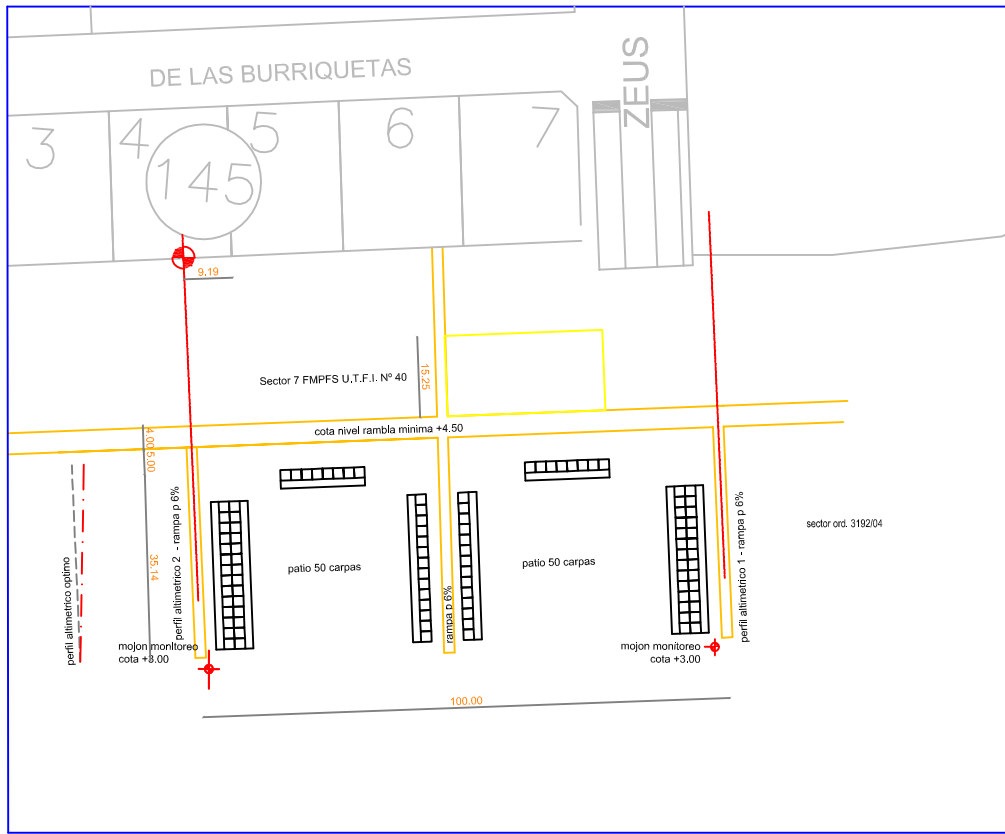 DE LAS BURRIQUETAS
ZEUS
3
4
5
6
7
145
9.19
Sector 7 FMPFS U.T.F.I. Nº 40
15.25
cota nivel rambla minima +4.50
4.00
5.00
35.14
perfil altimetrico optimo
perfil altimetrico 2 - rampa p 6%
patio 50 carpas
rampa p 6%
patio 50 carpas
perfil altimetrico 1 - rampa p 6%
sector ord. 3192/04
mojon monitoreo
cota +3.00
mojon monitoreo
cota +3.00
100.00